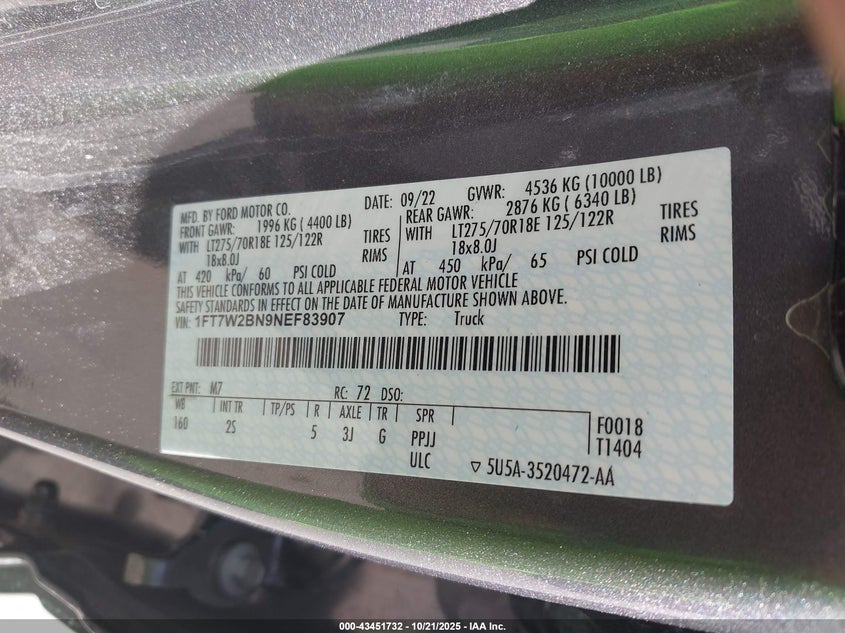 MFD. BY FORD MOTOR CO.
DATE: 09/22 GVWR: 4536 KG (10000 LB)
FRONT GAWR: 1996 KG ( 4400 LB)
REAR GAWR: 2876 KG ( 6340 LB)
WITH LT275/70R18E 125/122R TIRES
WITH LT275/70R18E 125/122R TIRES
18x8.0J RIMS
18x8.0J RIMS
AT 420 kPa/ 60 PSI COLD
AT 450 kPa/ 65 PSI COLD
THIS VEHICLE CONFORMS TO ALL APPLICABLE FEDERAL MOTOR VEHICLE
SAFETY STANDARDS IN EFFECT ON THE DATE OF MANUFACTURE SHOWN ABOVE.
VIN: 1FT7W2BN9NEF83907 TYPE: Truck
EXT PNT: M7 RC: 72 DSO:
WB INT TR TP/PS R AXLE TR SPR
160 2S 5 3J G PPJJ
ULC
F0018
T1404
▽ 5U5A-3520472-AA
000-43451732 - 10/21/2025 - IAA Inc.